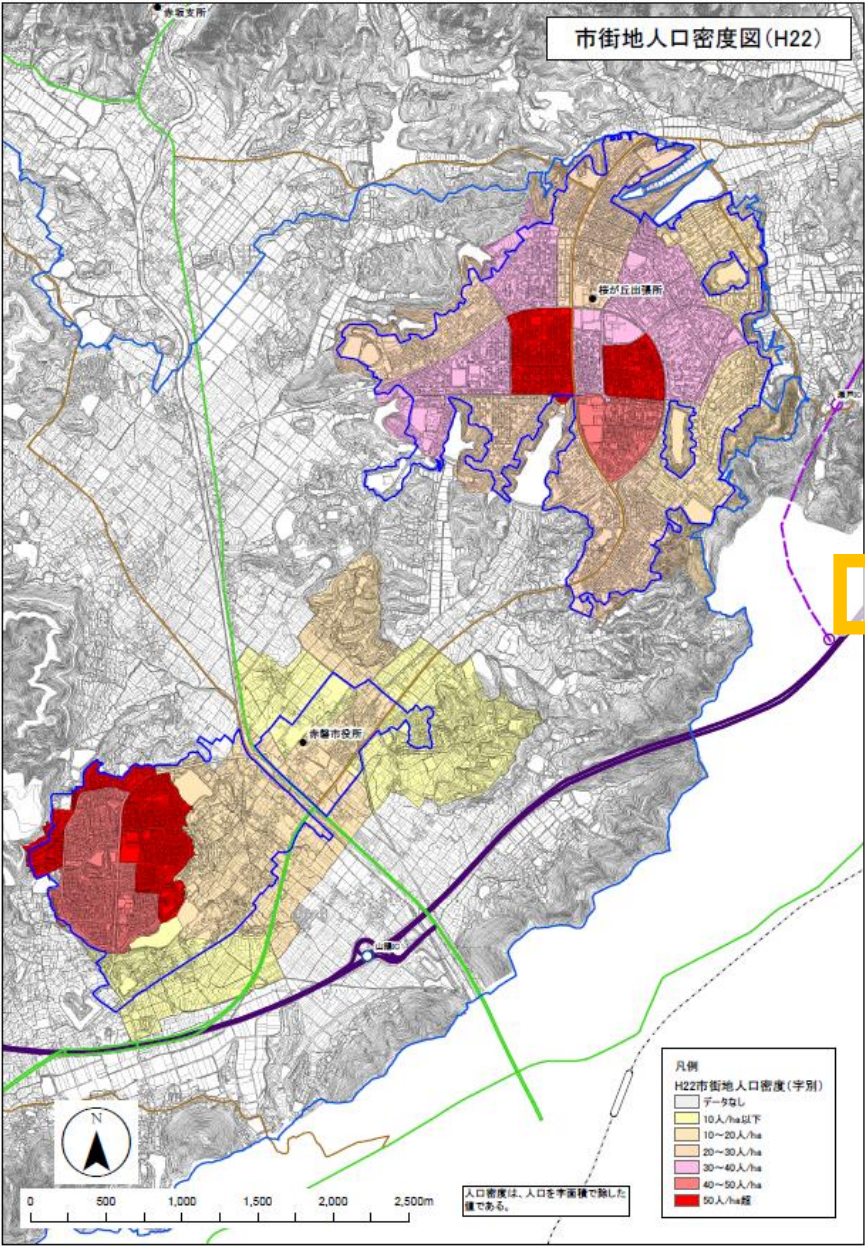 赤坂支所
市街地人口密度図(H22)
桜が丘出張所
瀬戸IC
赤磐市役所
山陽IC
凡例
H22市街地人口密度(字別)
データなし
10人/ha以下
10～20人/ha
20～30人/ha
30～40人/ha
40～50人/ha
50人/ha超
N
0 500 1,000 1,500 2,000 2,500m
人口密度は、人口を字面積で除した
値である。